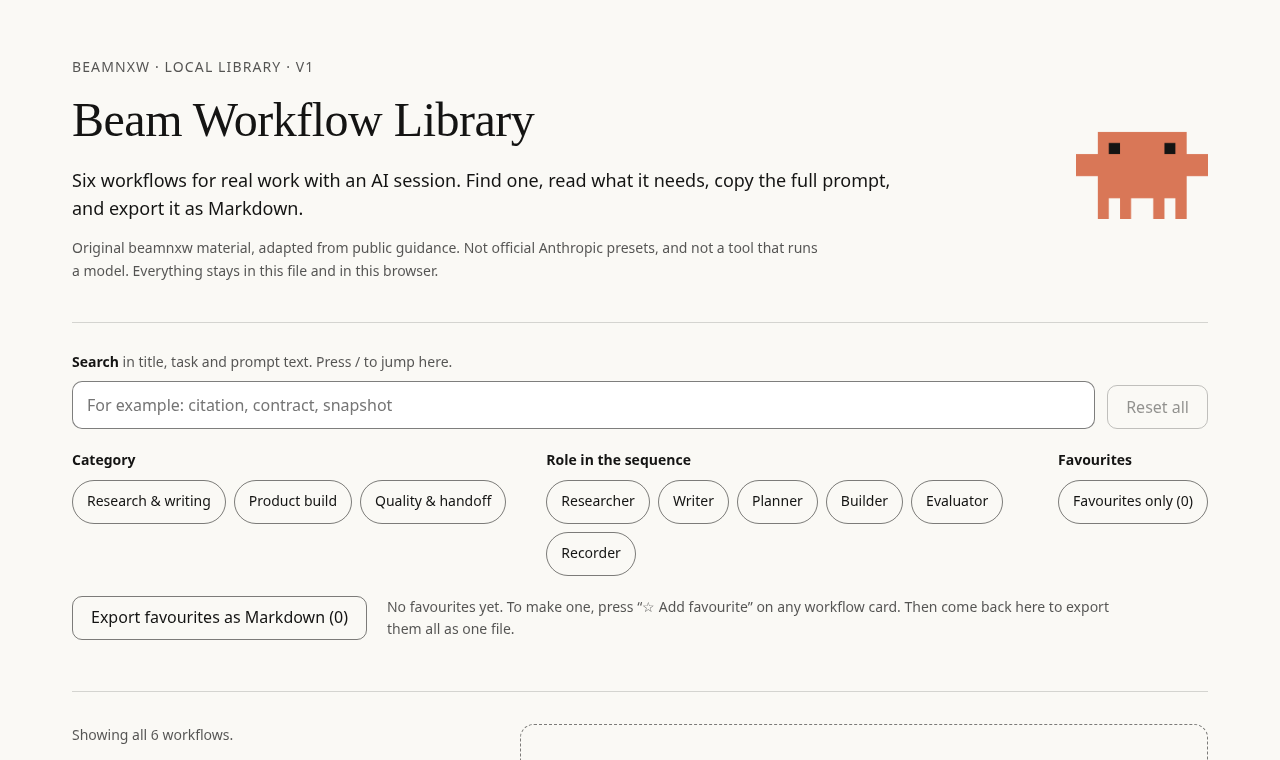 BEAMNXW · LOCAL LIBRARY · V1
Beam Workflow Library
Six workflows for real work with an AI session. Find one, read what it needs, copy the full prompt,
and export it as Markdown.
Original beamnxw material, adapted from public guidance. Not official Anthropic presets, and not a tool that runs
a model. Everything stays in this file and in this browser.
Search in title, task and prompt text. Press / to jump here.
For example: citation, contract, snapshot
Reset all
Category
Research & writing
Product build
Quality & handoff
Role in the sequence
Researcher
Writer
Planner
Builder
Evaluator
Recorder
Favourites
Favourites only (0)
Export favourites as Markdown (0)
No favourites yet. To make one, press “☆ Add favourite” on any workflow card. Then come back here to export
them all as one file.
Showing all 6 workflows.